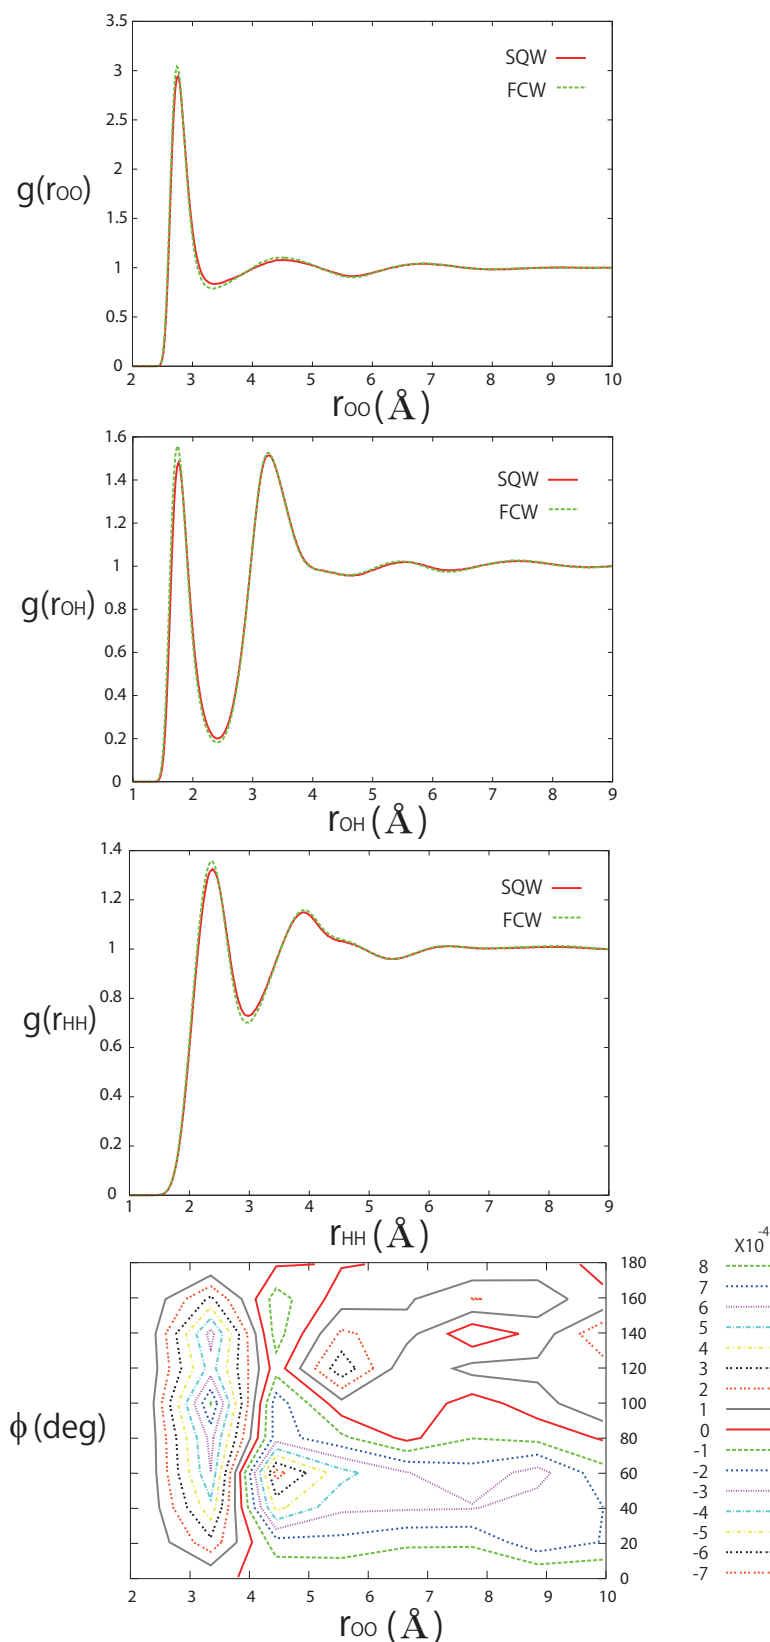 3.5
3
2.5
2
1.5
1
0.5
0
g(rOO)
SQW
FCW
2 3 4 5 6 7 8 9 10
rOO (Å)
1.6
1.4
1.2
1
0.8
0.6
0.4
0.2
0
g(rOH)
SQW
FCW
1 2 3 4 5 6 7 8 9
rOH (Å)
1.4
1.2
1
0.8
0.6
0.4
0.2
0
g(rHH)
SQW
FCW
1 2 3 4 5 6 7 8 9
rHH (Å)
ϕ (deg)
180
160
140
120
100
80
60
40
20
0
2 3 4 5 6 7 8 9 10
rOO (Å)
X10-4
8
7
6
5
4
3
2
1
0
-1
-2
-3
-4
-5
-6
-7